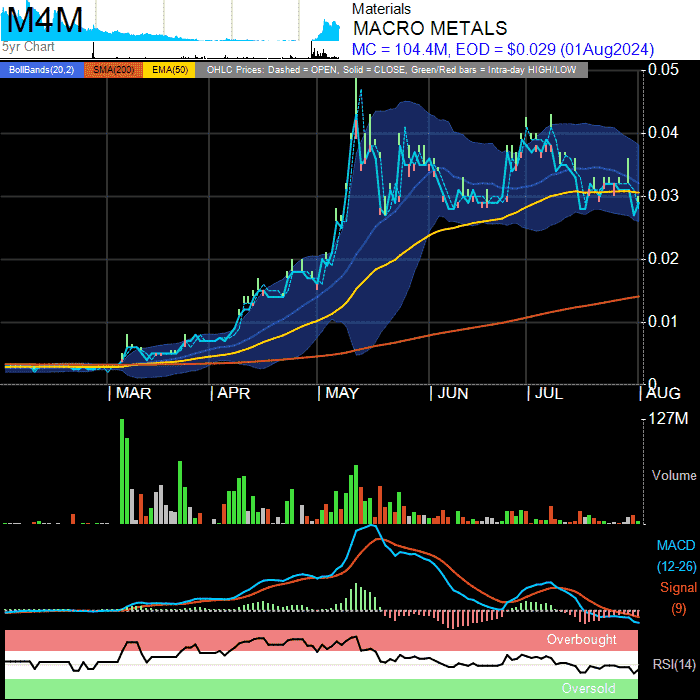 M4M
5yr Chart
Materials
MACRO METALS
MC = 104.4M, EOD = $0.029 (01Aug2024)
BollBands(20,2) SMA(200) EMA(50) OHLC Prices: Dashed = OPEN, Solid = CLOSE, Green/Red bars = Intra-day HIGH/LOW
0.05
0.04
0.03
0.02
0.01
0
MAR APR MAY JUN JUL AUG
127M
Volume
MACD
(12-26)
Signal
(9)
Overbought
RSI(14)
Oversold